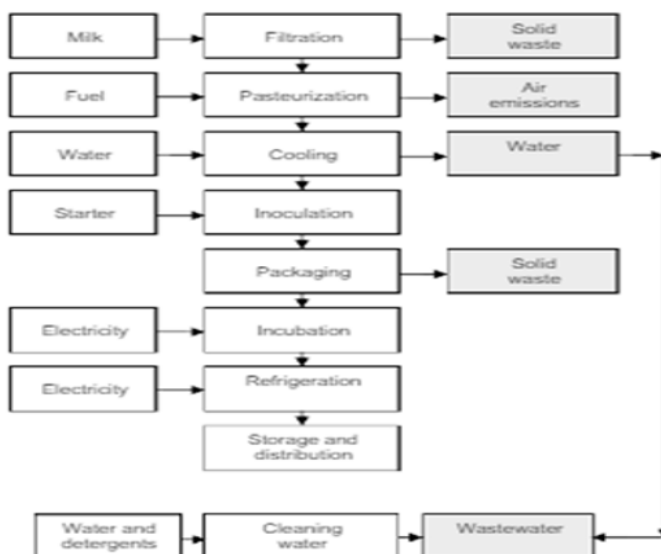 Milk
Filtration
Solid
waste
Fuel
Pasteurization
Air
emissions
Water
Cooling
Water
Starter
Inoculation
Packaging
Solid
waste
Electricity
Incubation
Electricity
Refrigeration
Storage and
distribution
Water and
detergents
Cleaning
water
Wastewater